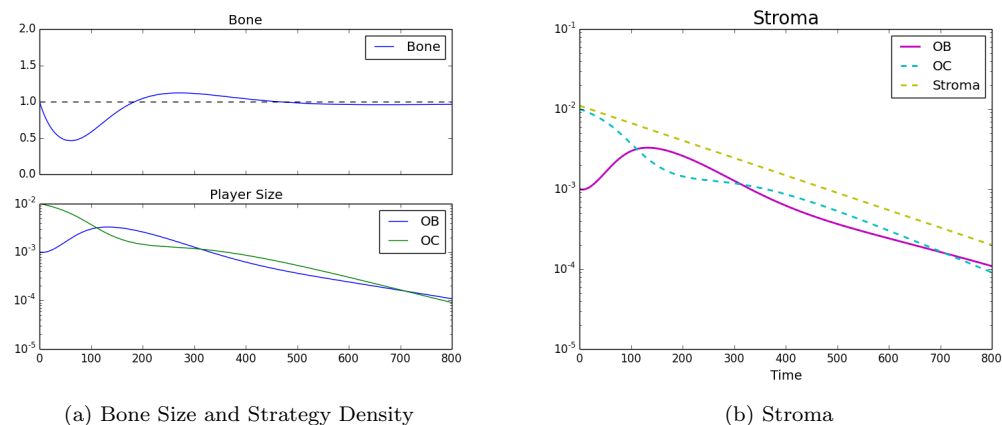 Bone
2.0
1.5
1.0
0.5
0.0
Bone
Player Size
10^-2
10^-3
10^-4
10^-5
OB
OC
0 100 200 300 400 500 600 700 800
(a) Bone Size and Strategy Density
Stroma
10^-1
10^-2
10^-3
10^-4
10^-5
OB
OC
Stroma
0 100 200 300 400 500 600 700 800
Time
(b) Stroma